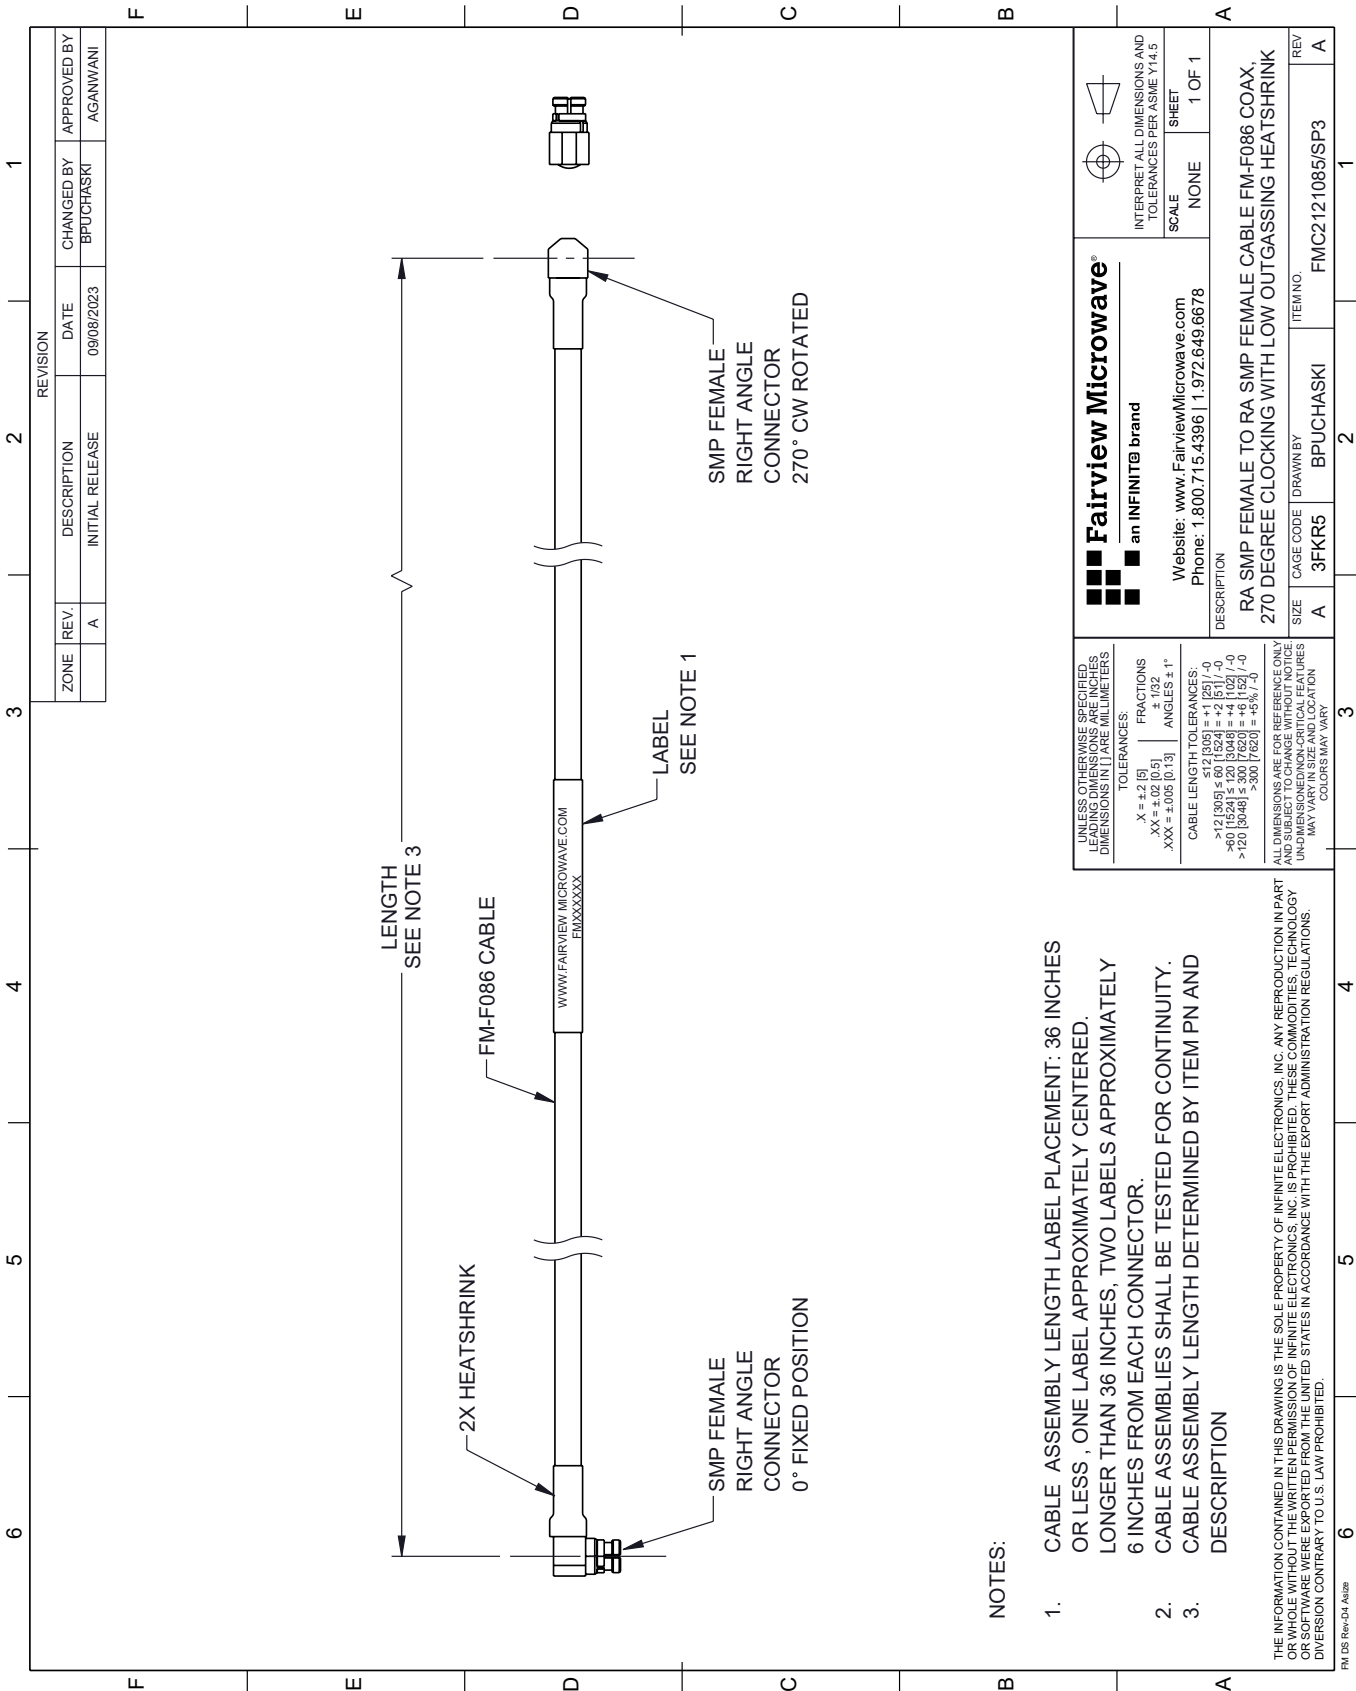 6
5
4
3
2
1
F
E
D
C
B
A
REVISION
ZONE REV. DESCRIPTION DATE CHANGED BY APPROVED BY
A INITIAL RELEASE 09/08/2023 BPUCHASKI AGANWANI
LENGTH
SEE NOTE 3
2X HEATSHRINK
FM-F086 CABLE
WWW.FAIRVIEW MICROWAVE.COM
FMXXXXXX
LABEL
SEE NOTE 1
SMP FEMALE
RIGHT ANGLE
CONNECTOR
0° FIXED POSITION
SMP FEMALE
RIGHT ANGLE
CONNECTOR
270° CW ROTATED
NOTES:
1. CABLE ASSEMBLY LENGTH LABEL PLACEMENT: 36 INCHES
OR LESS , ONE LABEL APPROXIMATELY CENTERED.
LONGER THAN 36 INCHES, TWO LABELS APPROXIMATELY
6 INCHES FROM EACH CONNECTOR.
2. CABLE ASSEMBLIES SHALL BE TESTED FOR CONTINUITY.
3. CABLE ASSEMBLY LENGTH DETERMINED BY ITEM PN AND
DESCRIPTION
THE INFORMATION CONTAINED IN THIS DRAWING IS THE SOLE PROPERTY OF INFINITE ELECTRONICS, INC. ANY REPRODUCTION IN PART
OR WHOLE WITHOUT THE WRITTEN PERMISSION OF INFINITE ELECTRONICS, INC. IS PROHIBITED. THESE COMMODITIES, TECHNOLOGY
OR SOFTWARE WERE EXPORTED FROM THE UNITED STATES IN ACCORDANCE WITH THE EXPORT ADMINISTRATION REGULATIONS.
DIVERSION CONTRARY TO U.S. LAW PROHIBITED.
UNLESS OTHERWISE SPECIFIED
LEADING DIMENSIONS ARE INCHES
DIMENSIONS IN [ ] ARE MILLIMETERS
TOLERANCES:
.X = ±.2 [5]
.XX = ±.02 [0.5]
.XXX = ±.005 [0.13]
FRACTIONS
± 1/32
ANGLES ± 1°
CABLE LENGTH TOLERANCES:
≤12 [305] = +1 [25] / -0
>12 [305] ≤ 60 [1524] = +2 [51] / -0
>60 [1524] ≤ 120 [3048] = +4 [102] / -0
>120 [3048] ≤ 300 [7620] = +6 [152] / -0
>300 [7620] = +5% / -0
ALL DIMENSIONS ARE FOR REFERENCE ONLY
AND SUBJECT TO CHANGE WITHOUT NOTICE.
UN-DIMENSIONED/NON-CRITICAL FEATURES
MAY VARY IN SIZE AND LOCATION
COLORS MAY VARY
Fairview Microwave®
an INFINIT@ brand
Website: www.FairviewMicrowave.com
Phone: 1.800.715.4396 | 1.972.649.6678
INTERPRET ALL DIMENSIONS AND
TOLERANCES PER ASME Y14.5
SCALE
NONE
SHEET
1 OF 1
DESCRIPTION
RA SMP FEMALE TO RA SMP FEMALE CABLE FM-F086 COAX,
270 DEGREE CLOCKING WITH LOW OUTGASSING HEATSHRINK
SIZE
A
CAGE CODE
3FKR5
DRAWN BY
BPUCHASKI
ITEM NO.
FMC2121085/SP3
REV
A
F
E
D
C
B
A
6
5
4
3
2
1
FM DS Rev-D4 Asize